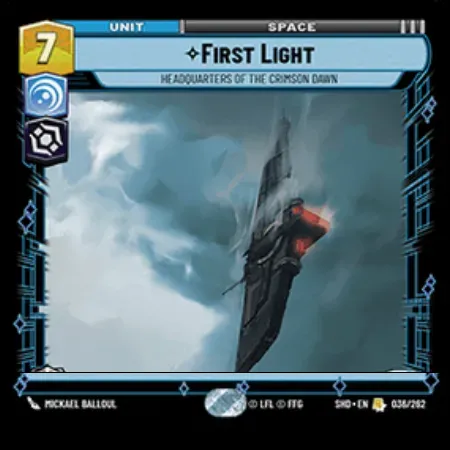 UNIT
SPACE
7
FIRST LIGHT
HEADQUARTERS OF THE CRIMSON DAWN
MICKAEL BALLOUL
© LFL © FFG
SHD • EN
036/262